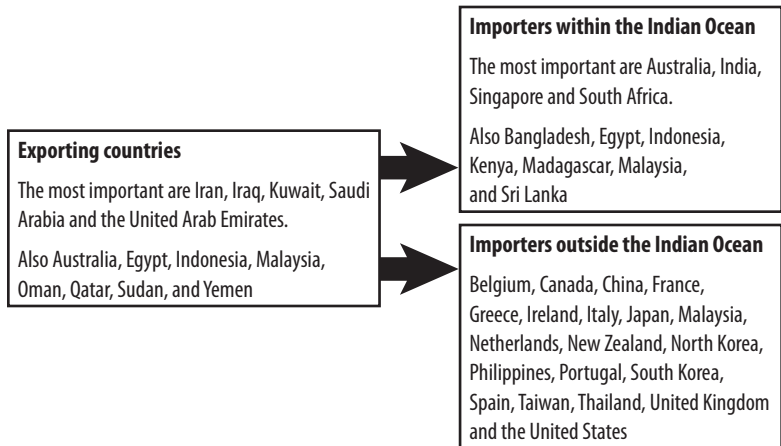 Exporting countries
The most important are Iran, Iraq, Kuwait, Saudi
Arabia and the United Arab Emirates.
Also Australia, Egypt, Indonesia, Malaysia,
Oman, Qatar, Sudan, and Yemen
Importers within the Indian Ocean
The most important are Australia, India,
Singapore and South Africa.
Also Bangladesh, Egypt, Indonesia,
Kenya, Madagascar, Malaysia,
and Sri Lanka
Importers outside the Indian Ocean
Belgium, Canada, China, France,
Greece, Ireland, Italy, Japan, Malaysia,
Netherlands, New Zealand, North Korea,
Philippines, Portugal, South Korea,
Spain, Taiwan, Thailand, United Kingdom
and the United States